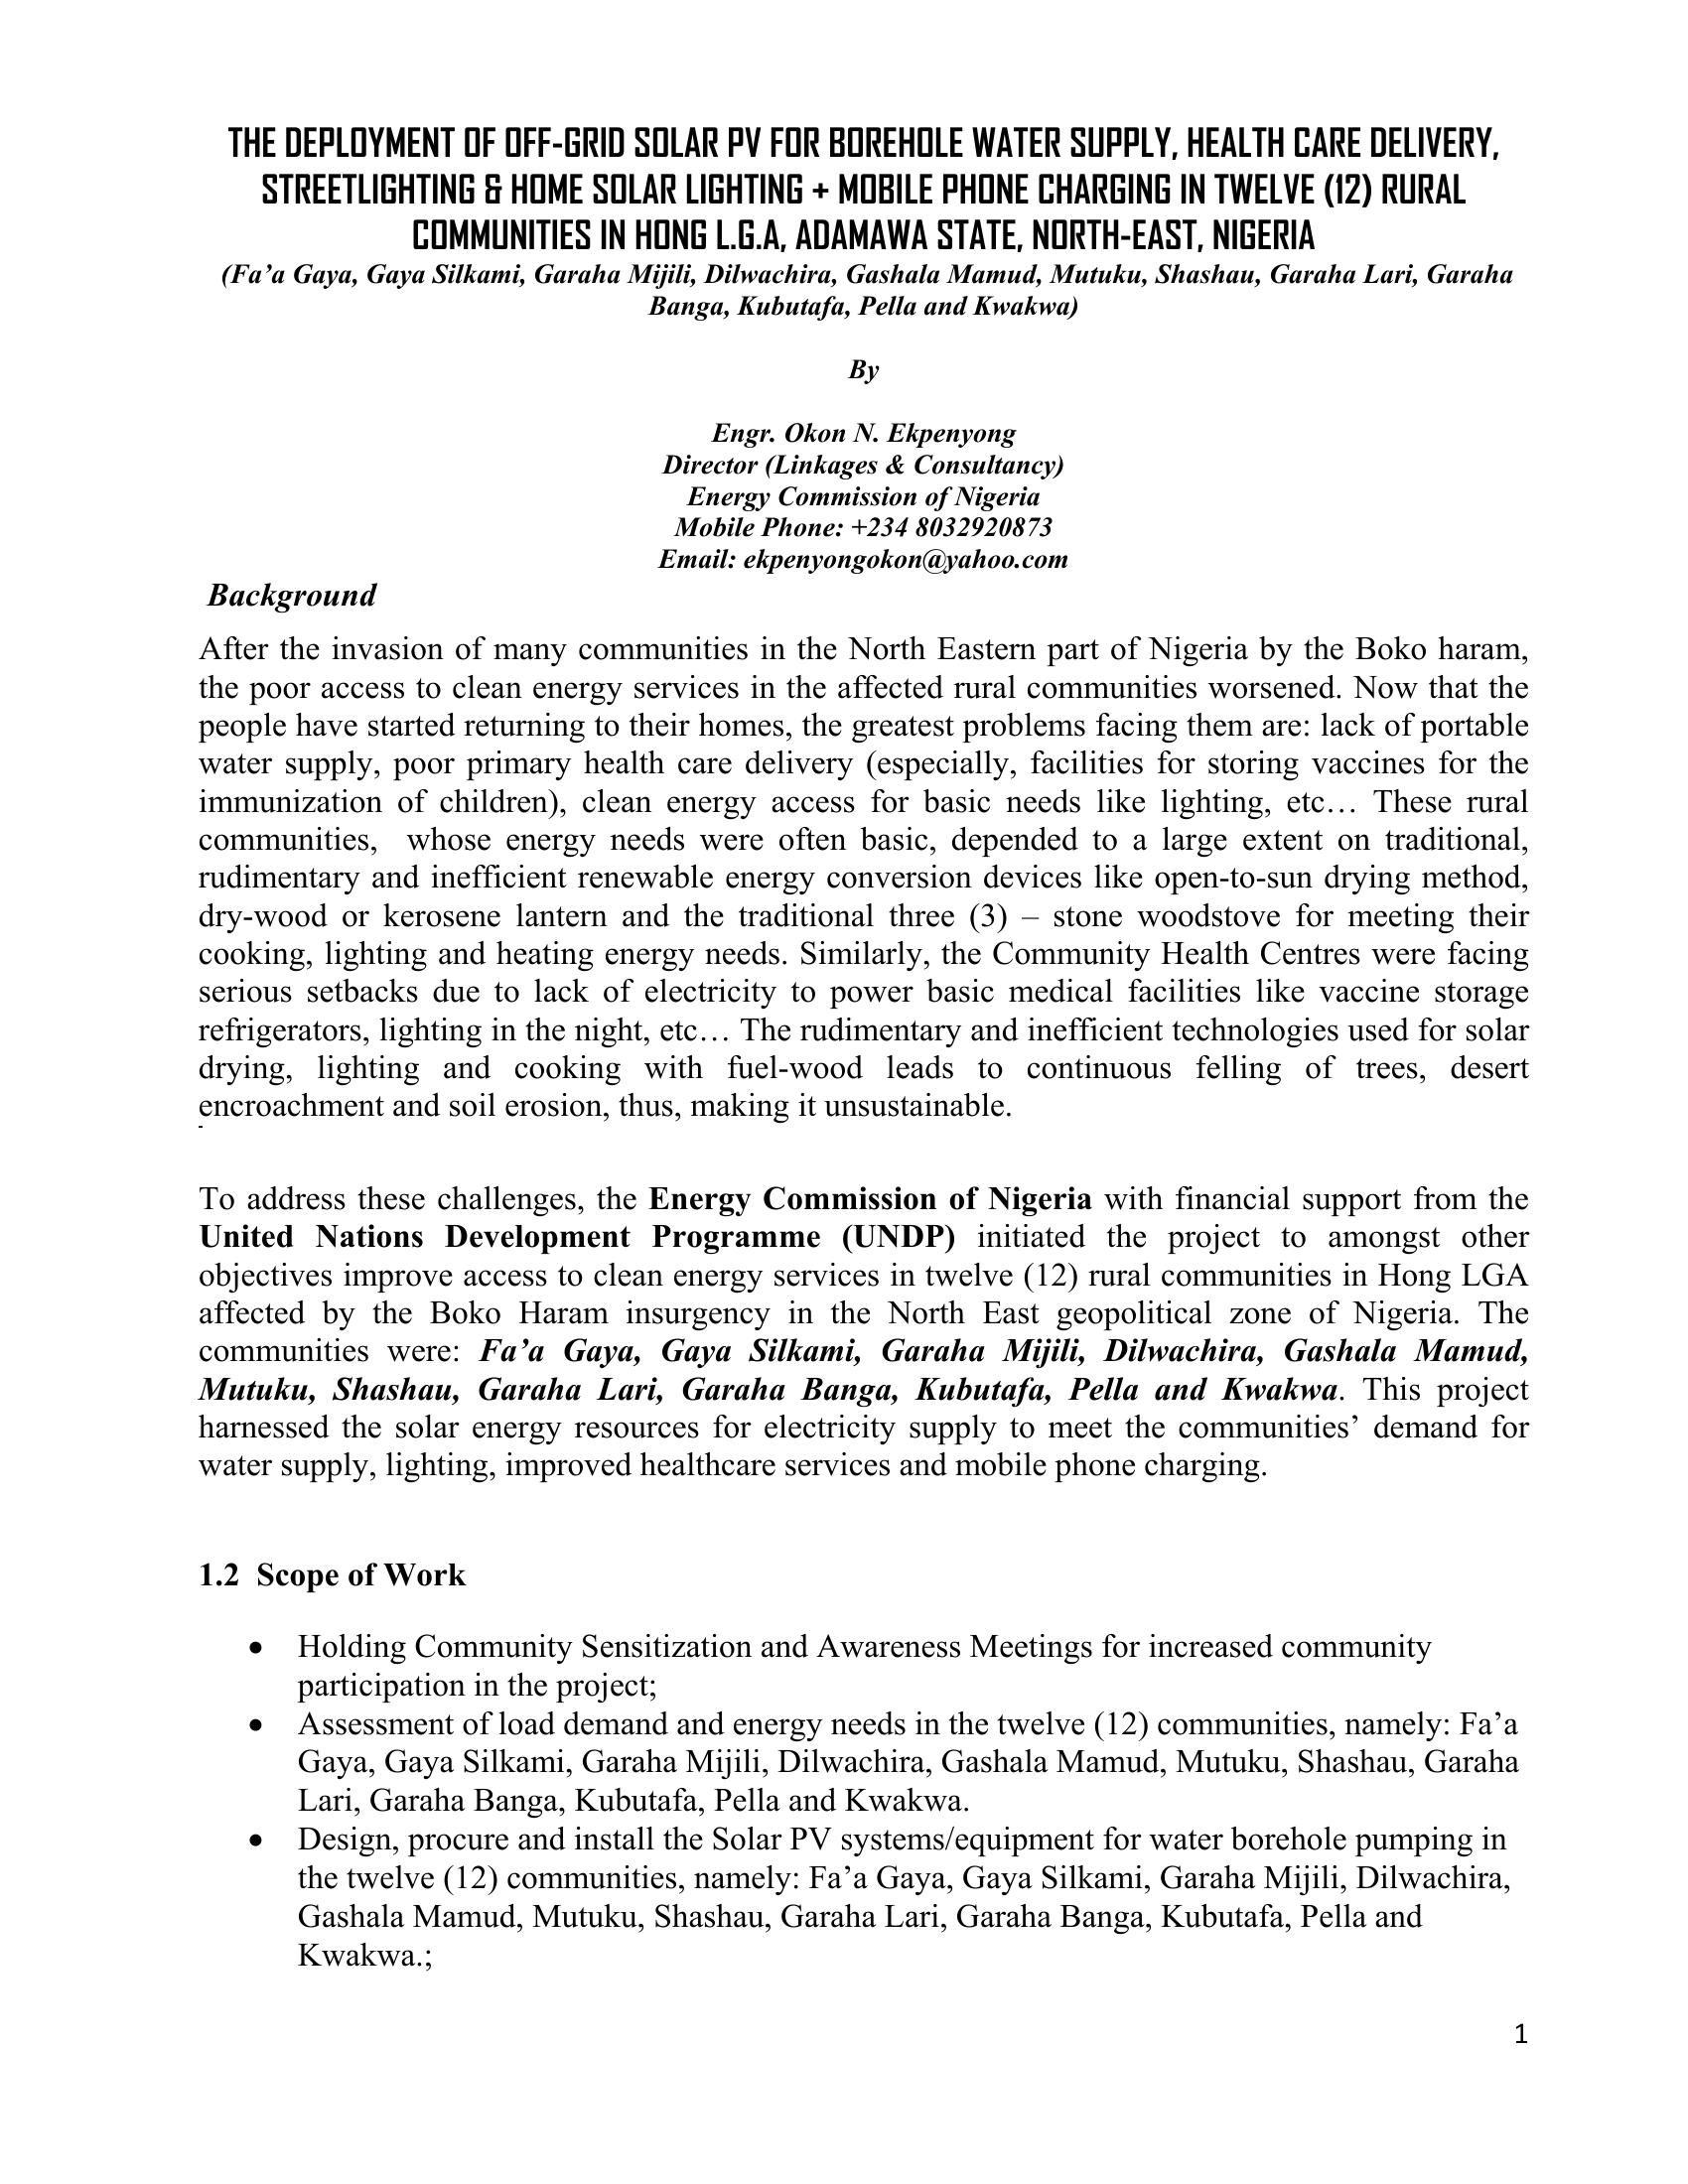 THE DEPLOYMENT OF OFF-GRID SOLAR PV FOR BOREHOLE WATER SUPPLY, HEALTH CARE DELIVERY,
STREETLIGHTING & HOME SOLAR LIGHTING + MOBILE PHONE CHARGING IN TWELVE (12) RURAL
COMMUNITIES IN HONG L.G.A, ADAMAWA STATE, NORTH-EAST, NIGERIA
(Fa’a Gaya, Gaya Silkami, Garaha Mijili, Dilwachira, Gashala Mamud, Mutuku, Shashau, Garaha Lari, Garaha
Banga, Kubutafa, Pella and Kwakwa)
By
Engr. Okon N. Ekpenyong
Director (Linkages & Consultancy)
Energy Commission of Nigeria
Mobile Phone: +234 8032920873
Email: ekpenyongokon@yahoo.com
Background
After the invasion of many communities in the North Eastern part of Nigeria by the Boko haram,
the poor access to clean energy services in the affected rural communities worsened. Now that the
people have started returning to their homes, the greatest problems facing them are: lack of portable
water supply, poor primary health care delivery (especially, facilities for storing vaccines for the
immunization of children), clean energy access for basic needs like lighting, etc… These rural
communities,  whose energy needs were often basic, depended to a large extent on traditional,
rudimentary and inefficient renewable energy conversion devices like open-to-sun drying method,
dry-wood or kerosene lantern and the traditional three (3) – stone woodstove for meeting their
cooking, lighting and heating energy needs. Similarly, the Community Health Centres were facing
serious setbacks due to lack of electricity to power basic medical facilities like vaccine storage
refrigerators, lighting in the night, etc… The rudimentary and inefficient technologies used for solar
drying, lighting and cooking with fuel-wood leads to continuous felling of trees, desert
encroachment and soil erosion, thus, making it unsustainable.
To address these challenges, the Energy Commission of Nigeria with financial support from the
United Nations Development Programme (UNDP) initiated the project to amongst other
objectives improve access to clean energy services in twelve (12) rural communities in Hong LGA
affected by the Boko Haram insurgency in the North East geopolitical zone of Nigeria. The
communities were: Fa’a Gaya, Gaya Silkami, Garaha Mijili, Dilwachira, Gashala Mamud,
Mutuku, Shashau, Garaha Lari, Garaha Banga, Kubutafa, Pella and Kwakwa. This project
harnessed the solar energy resources for electricity supply to meet the communities’ demand for
water supply, lighting, improved healthcare services and mobile phone charging.
1.2  Scope of Work
• Holding Community Sensitization and Awareness Meetings for increased community
participation in the project;
• Assessment of load demand and energy needs in the twelve (12) communities, namely: Fa’a
Gaya, Gaya Silkami, Garaha Mijili, Dilwachira, Gashala Mamud, Mutuku, Shashau, Garaha
Lari, Garaha Banga, Kubutafa, Pella and Kwakwa.
• Design, procure and install the Solar PV systems/equipment for water borehole pumping in
the twelve (12) communities, namely: Fa’a Gaya, Gaya Silkami, Garaha Mijili, Dilwachira,
Gashala Mamud, Mutuku, Shashau, Garaha Lari, Garaha Banga, Kubutafa, Pella and
Kwakwa.;
1